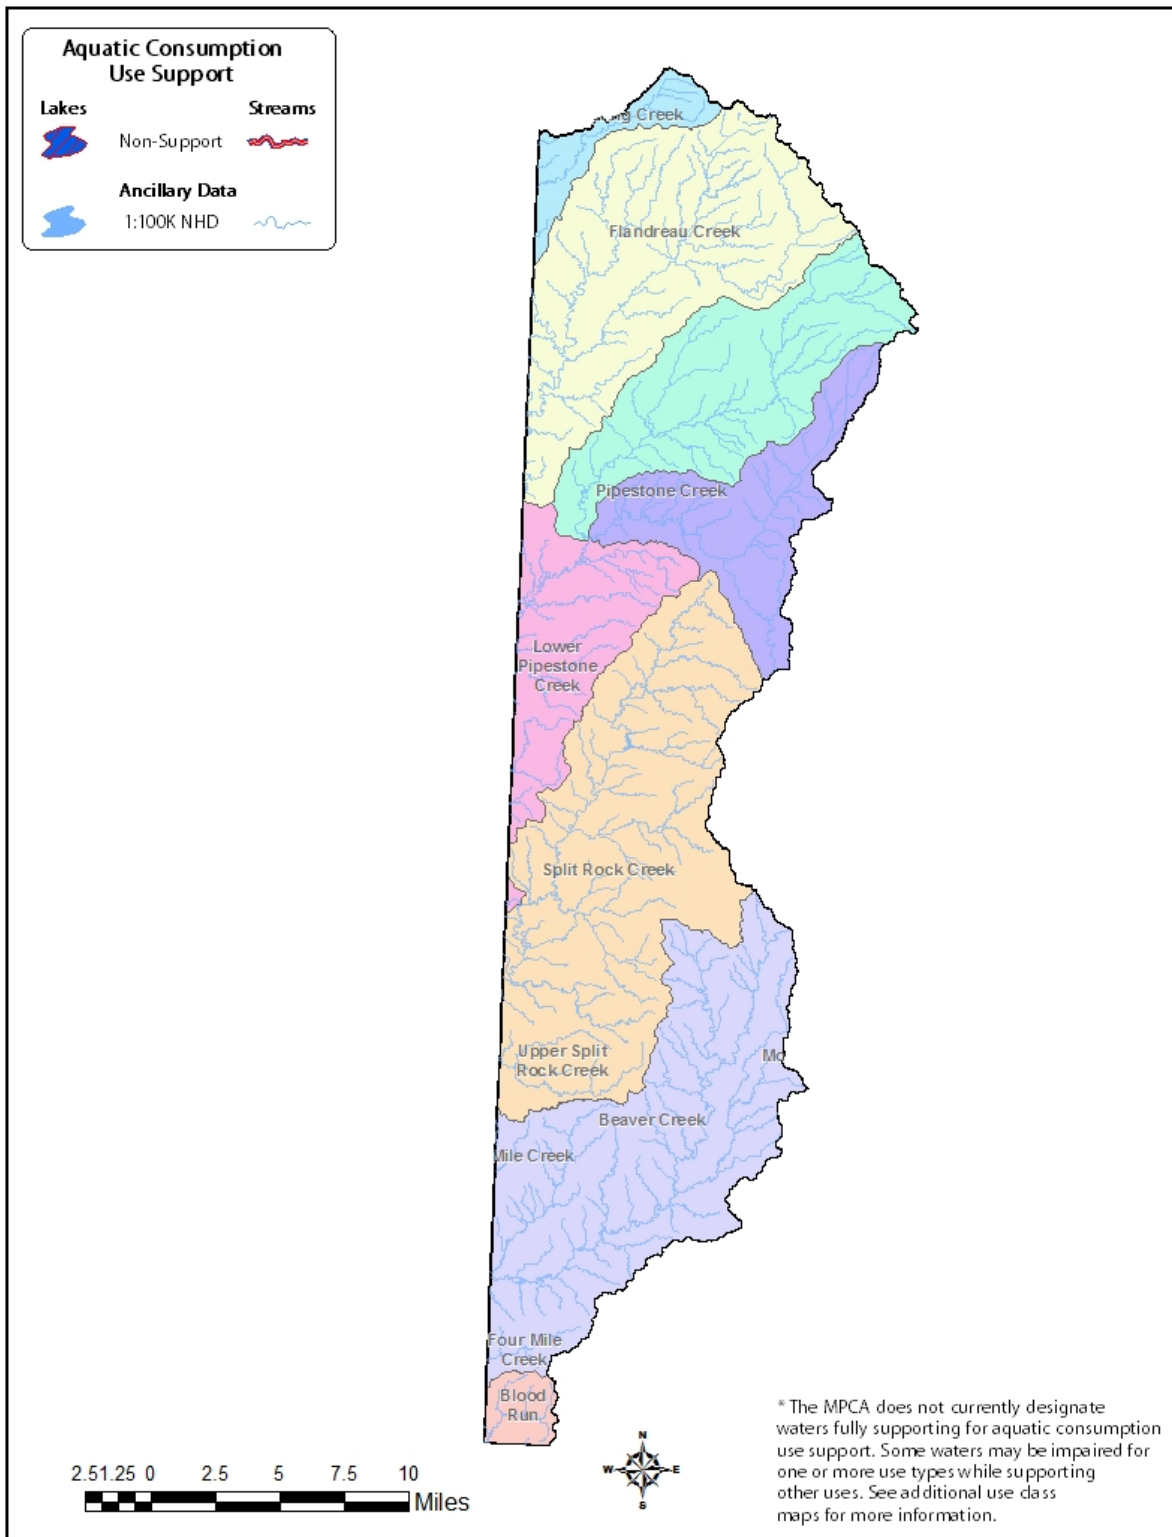 Aquatic Consumption
Use Support
Lakes
Streams
Non-Support
Ancillary Data
1:100K NHD
Creek
Flandreau Creek
Pipestone Creek
Lower
Pipestone
Creek
Split Rock Creek
Upper Split
Rock Creek
Mo
Beaver Creek
Mile Creek
Four Mile
Creek
Blood
Run
* The MPCA does not currently designate
waters fully supporting for aquatic consumption
use support. Some waters may be impaired for
one or more use types while supporting
other uses. See additional use class
maps for more information.
N
W E
S
2.51.25 0 2.5 5 7.5 10
Miles